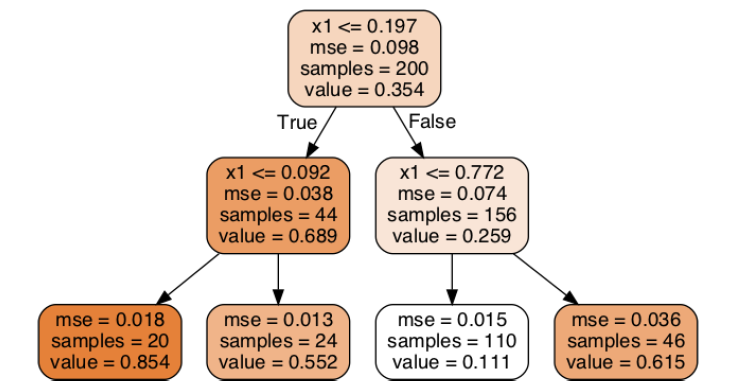 x1 <= 0.197
mse = 0.098
samples = 200
value = 0.354
True
False
x1 <= 0.092
mse = 0.038
samples = 44
value = 0.689
x1 <= 0.772
mse = 0.074
samples = 156
value = 0.259
mse = 0.018
samples = 20
value = 0.854
mse = 0.013
samples = 24
value = 0.552
mse = 0.015
samples = 110
value = 0.111
mse = 0.036
samples = 46
value = 0.615